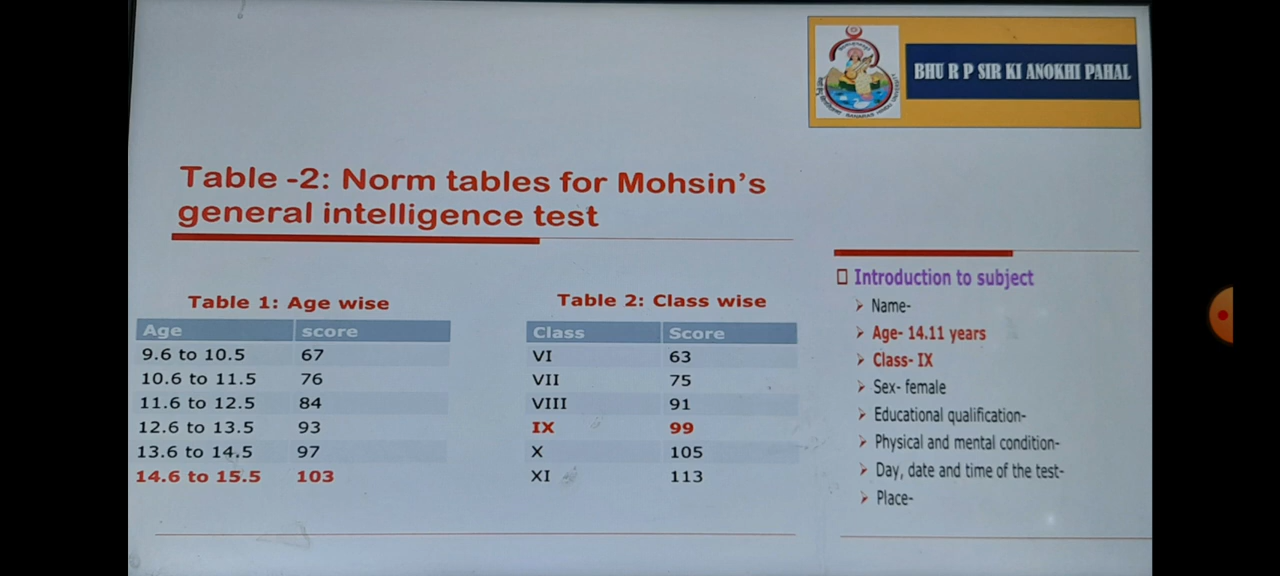 BHU R P SIR KI ANOKHI PAHAL
BANARAS HINDU UNIVERSITY
Table -2: Norm tables for Mohsin's
general intelligence test
Table 1: Age wise
Age score
9.6 to 10.5 67
10.6 to 11.5 76
11.6 to 12.5 84
12.6 to 13.5 93
13.6 to 14.5 97
14.6 to 15.5 103
Table 2: Class wise
Class Score
VI 63
VII 75
VIII 91
IX 99
X 105
XI 113
Introduction to subject
Name-
Age- 14.11 years
Class- IX
Sex- female
Educational qualification-
Physical and mental condition-
Day, date and time of the test-
Place-